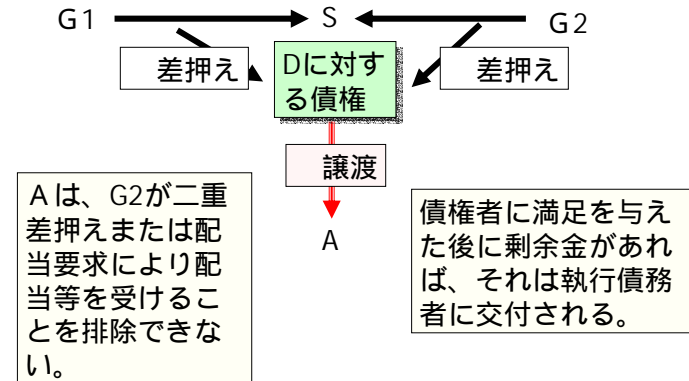 G1
S
G2
差押え
差押え
Dに対す
る債権
譲渡
A
Aは、G2が二重
差押えまたは配
当要求により配
当等を受けるこ
とを排除できな
い。
債権者に満足を与え
た後に剰余金があれ
ば、それは執行債務
者に交付される。